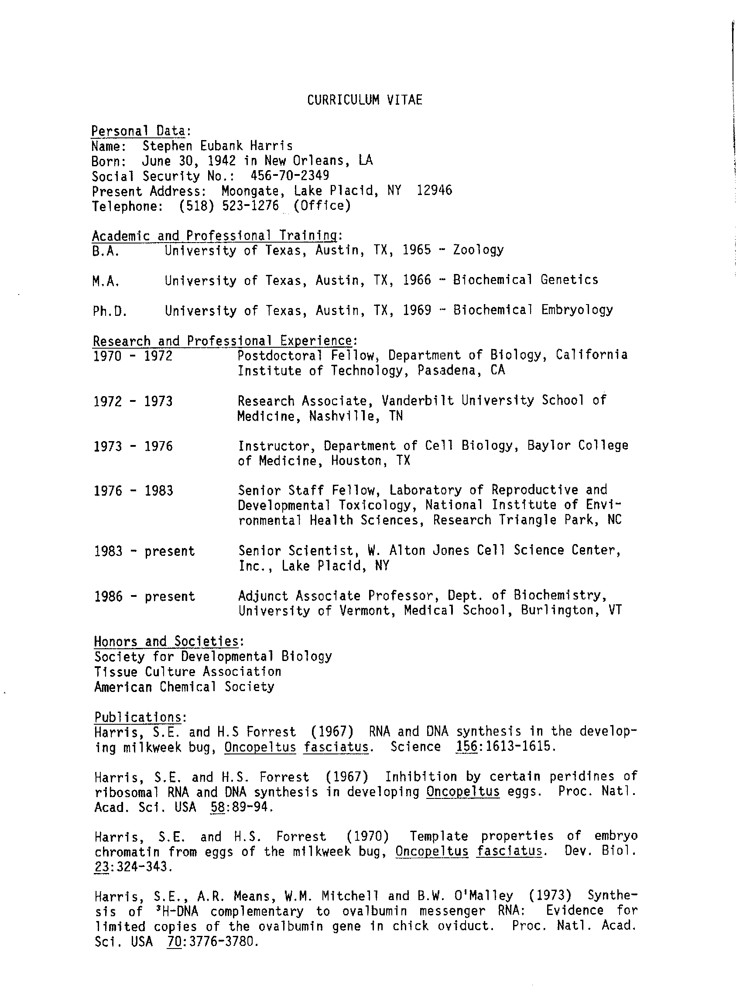 CURRICULUM VITAE
Personal Data:
Name: Stephen Eubank Harris
Born: June 30, 1942 in New Orleans, LA
Social Security No.: 456-70-2349
Present Address: Moongate, Lake Placid, NY 12946
Telephone: (518) 523-1276 (Office)
Academic and Professional Training:
B.A. University of Texas, Austin, TX, 1965 - Zoology
M.A. University of Texas, Austin, TX, 1966 - Biochemical Genetics
Ph.D. University of Texas, Austin, TX, 1969 - Biochemical Embryology
Research and Professional Experience:
1970 - 1972 Postdoctoral Fellow, Department of Biology, California
Institute of Technology, Pasadena, CA
1972 - 1973 Research Associate, Vanderbilt University School of
Medicine, Nashville, TN
1973 - 1976 Instructor, Department of Cell Biology, Baylor College
of Medicine, Houston, TX
1976 - 1983 Senior Staff Fellow, Laboratory of Reproductive and
Developmental Toxicology, National Institute of Envi-
ronmental Health Sciences, Research Triangle Park, NC
1983 - present Senior Scientist, W. Alton Jones Cell Science Center,
Inc., Lake Placid, NY
1986 - present Adjunct Associate Professor, Dept. of Biochemistry,
University of Vermont, Medical School, Burlington, VT
Honors and Societies:
Society for Developmental Biology
Tissue Culture Association
American Chemical Society
Publications:
Harris, S.E. and H.S Forrest (1967) RNA and DNA synthesis in the develop-
ing milkweek bug, Oncopeltus fasciatus. Science 156:1613-1615.
Harris, S.E. and H.S. Forrest (1967) Inhibition by certain peridines of
ribosomal RNA and DNA synthesis in developing Oncopeltus eggs. Proc. Natl.
Acad. Sci. USA 58:89-94.
Harris, S.E. and H.S. Forrest (1970) Template properties of embryo
chromatin from eggs of the milkweek bug, Oncopeltus fasciatus. Dev. Biol.
23:324-343.
Harris, S.E., A.R. Means, W.M. Mitchell and B.W. O'Malley (1973) Synthe-
sis of ³H-DNA complementary to ovalbumin messenger RNA: Evidence for
limited copies of the ovalbumin gene in chick oviduct. Proc. Natl. Acad.
Sci. USA 70:3776-3780.